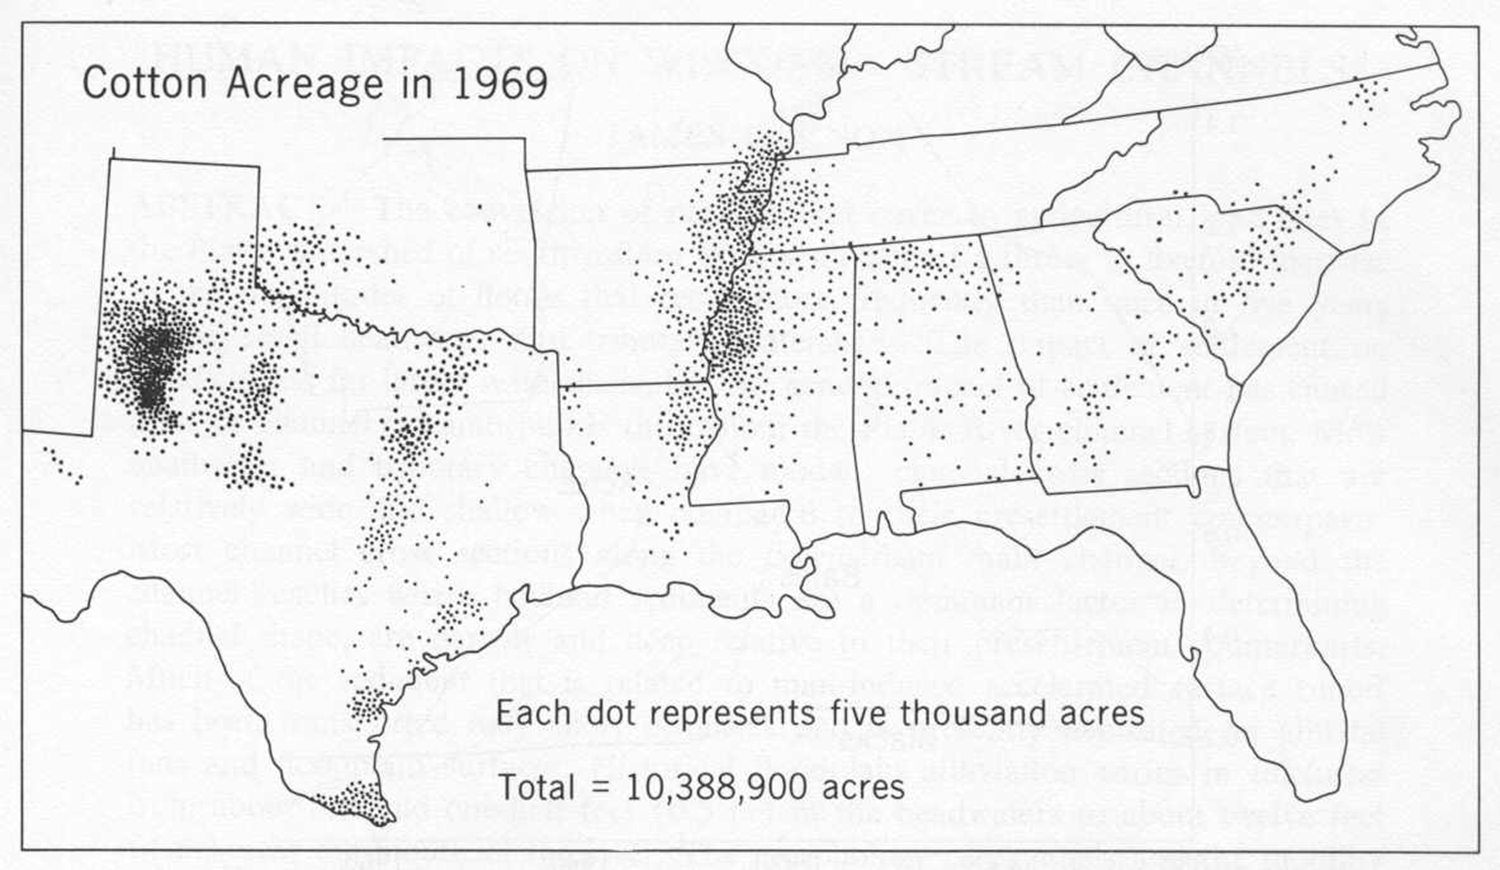 Cotton Acreage in 1969
Each dot represents five thousand acres
Total = 10,388,900 acres